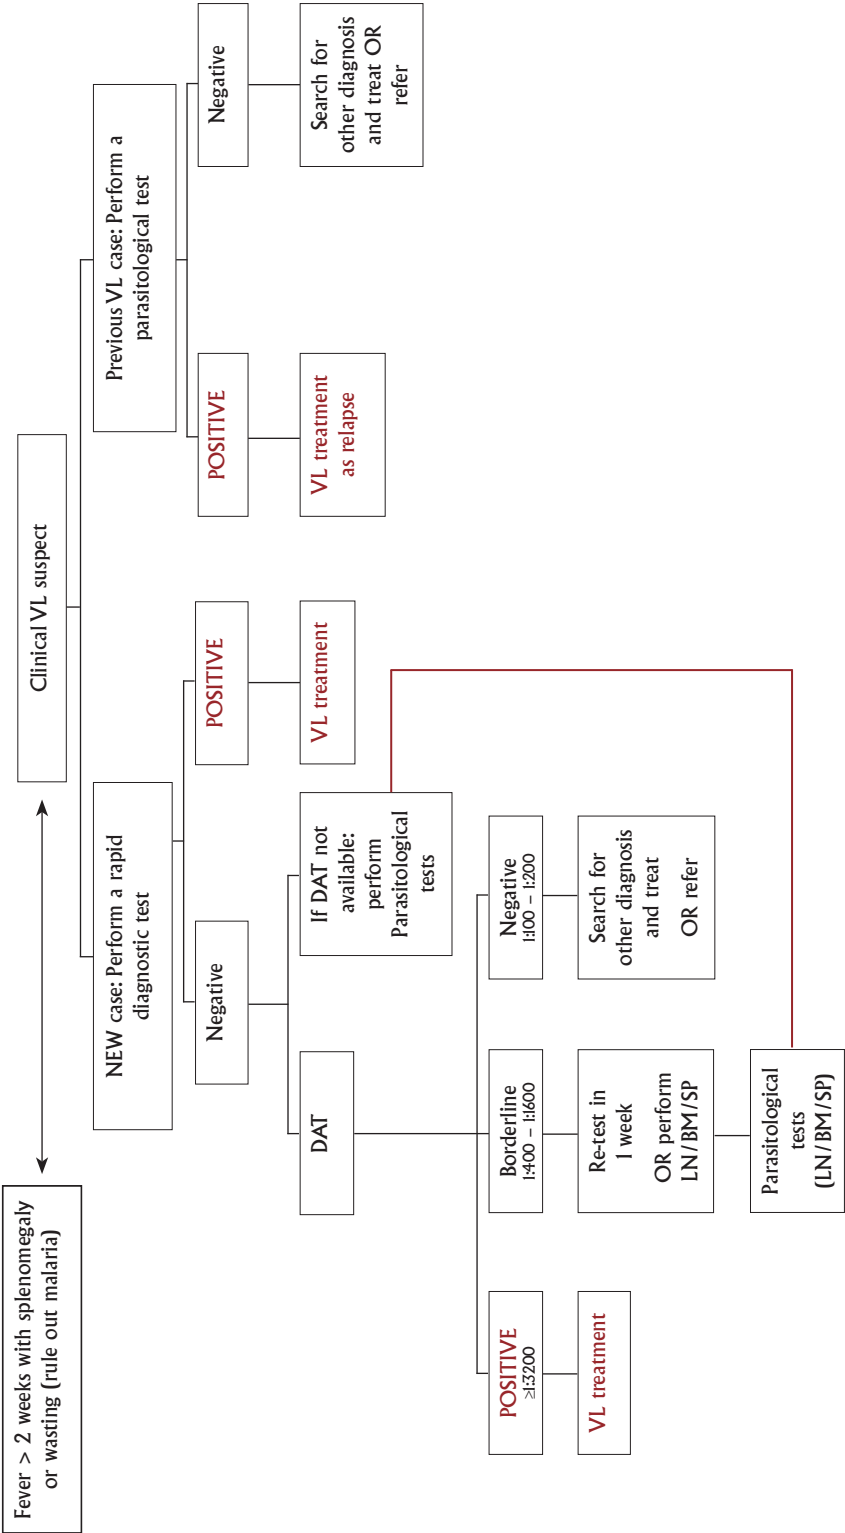 Fever > 2 weeks with splenomegaly
or wasting (rule out malaria)
Clinical VL suspect
NEW case: Perform a rapid
diagnostic test
Previous VL case: Perform a
parasitological test
Negative
POSITIVE
POSITIVE
Negative
DAT
If DAT not
available:
perform
Parasitological
tests
VL treatment
VL treatment
as relapse
Search for
other diagnosis
and treat OR
refer
POSITIVE
≥1:3200
Borderline
1:400 – 1:1600
Negative
1:100 – 1:200
VL treatment
Re-test in
1 week
OR perform
LN/BM/SP
Search for
other diagnosis
and treat
OR refer
Parasitological
tests
(LN/BM/SP)